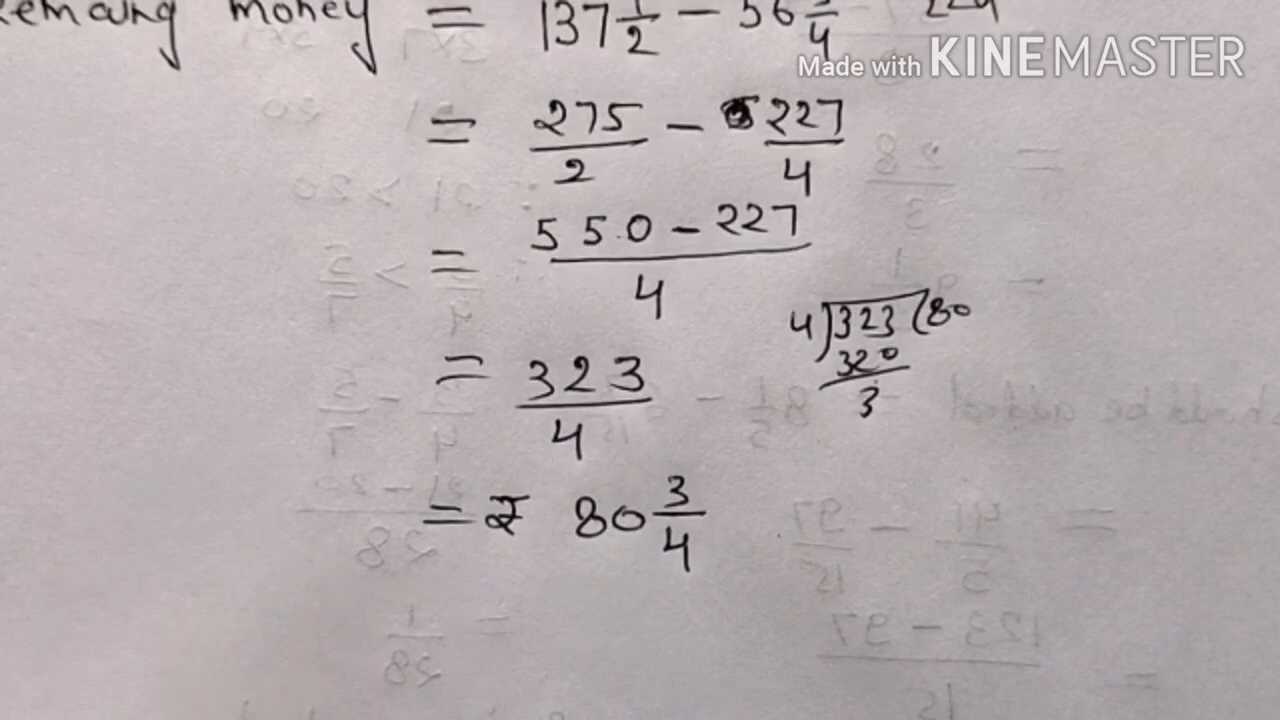 Remaining money = 137 1/2 - 56 3/4
Made with KINEMASTER
= 275/2 - 227/4
= 550 - 227/4
4)323(80
320
3
= 323/4
= ₹ 80 3/4